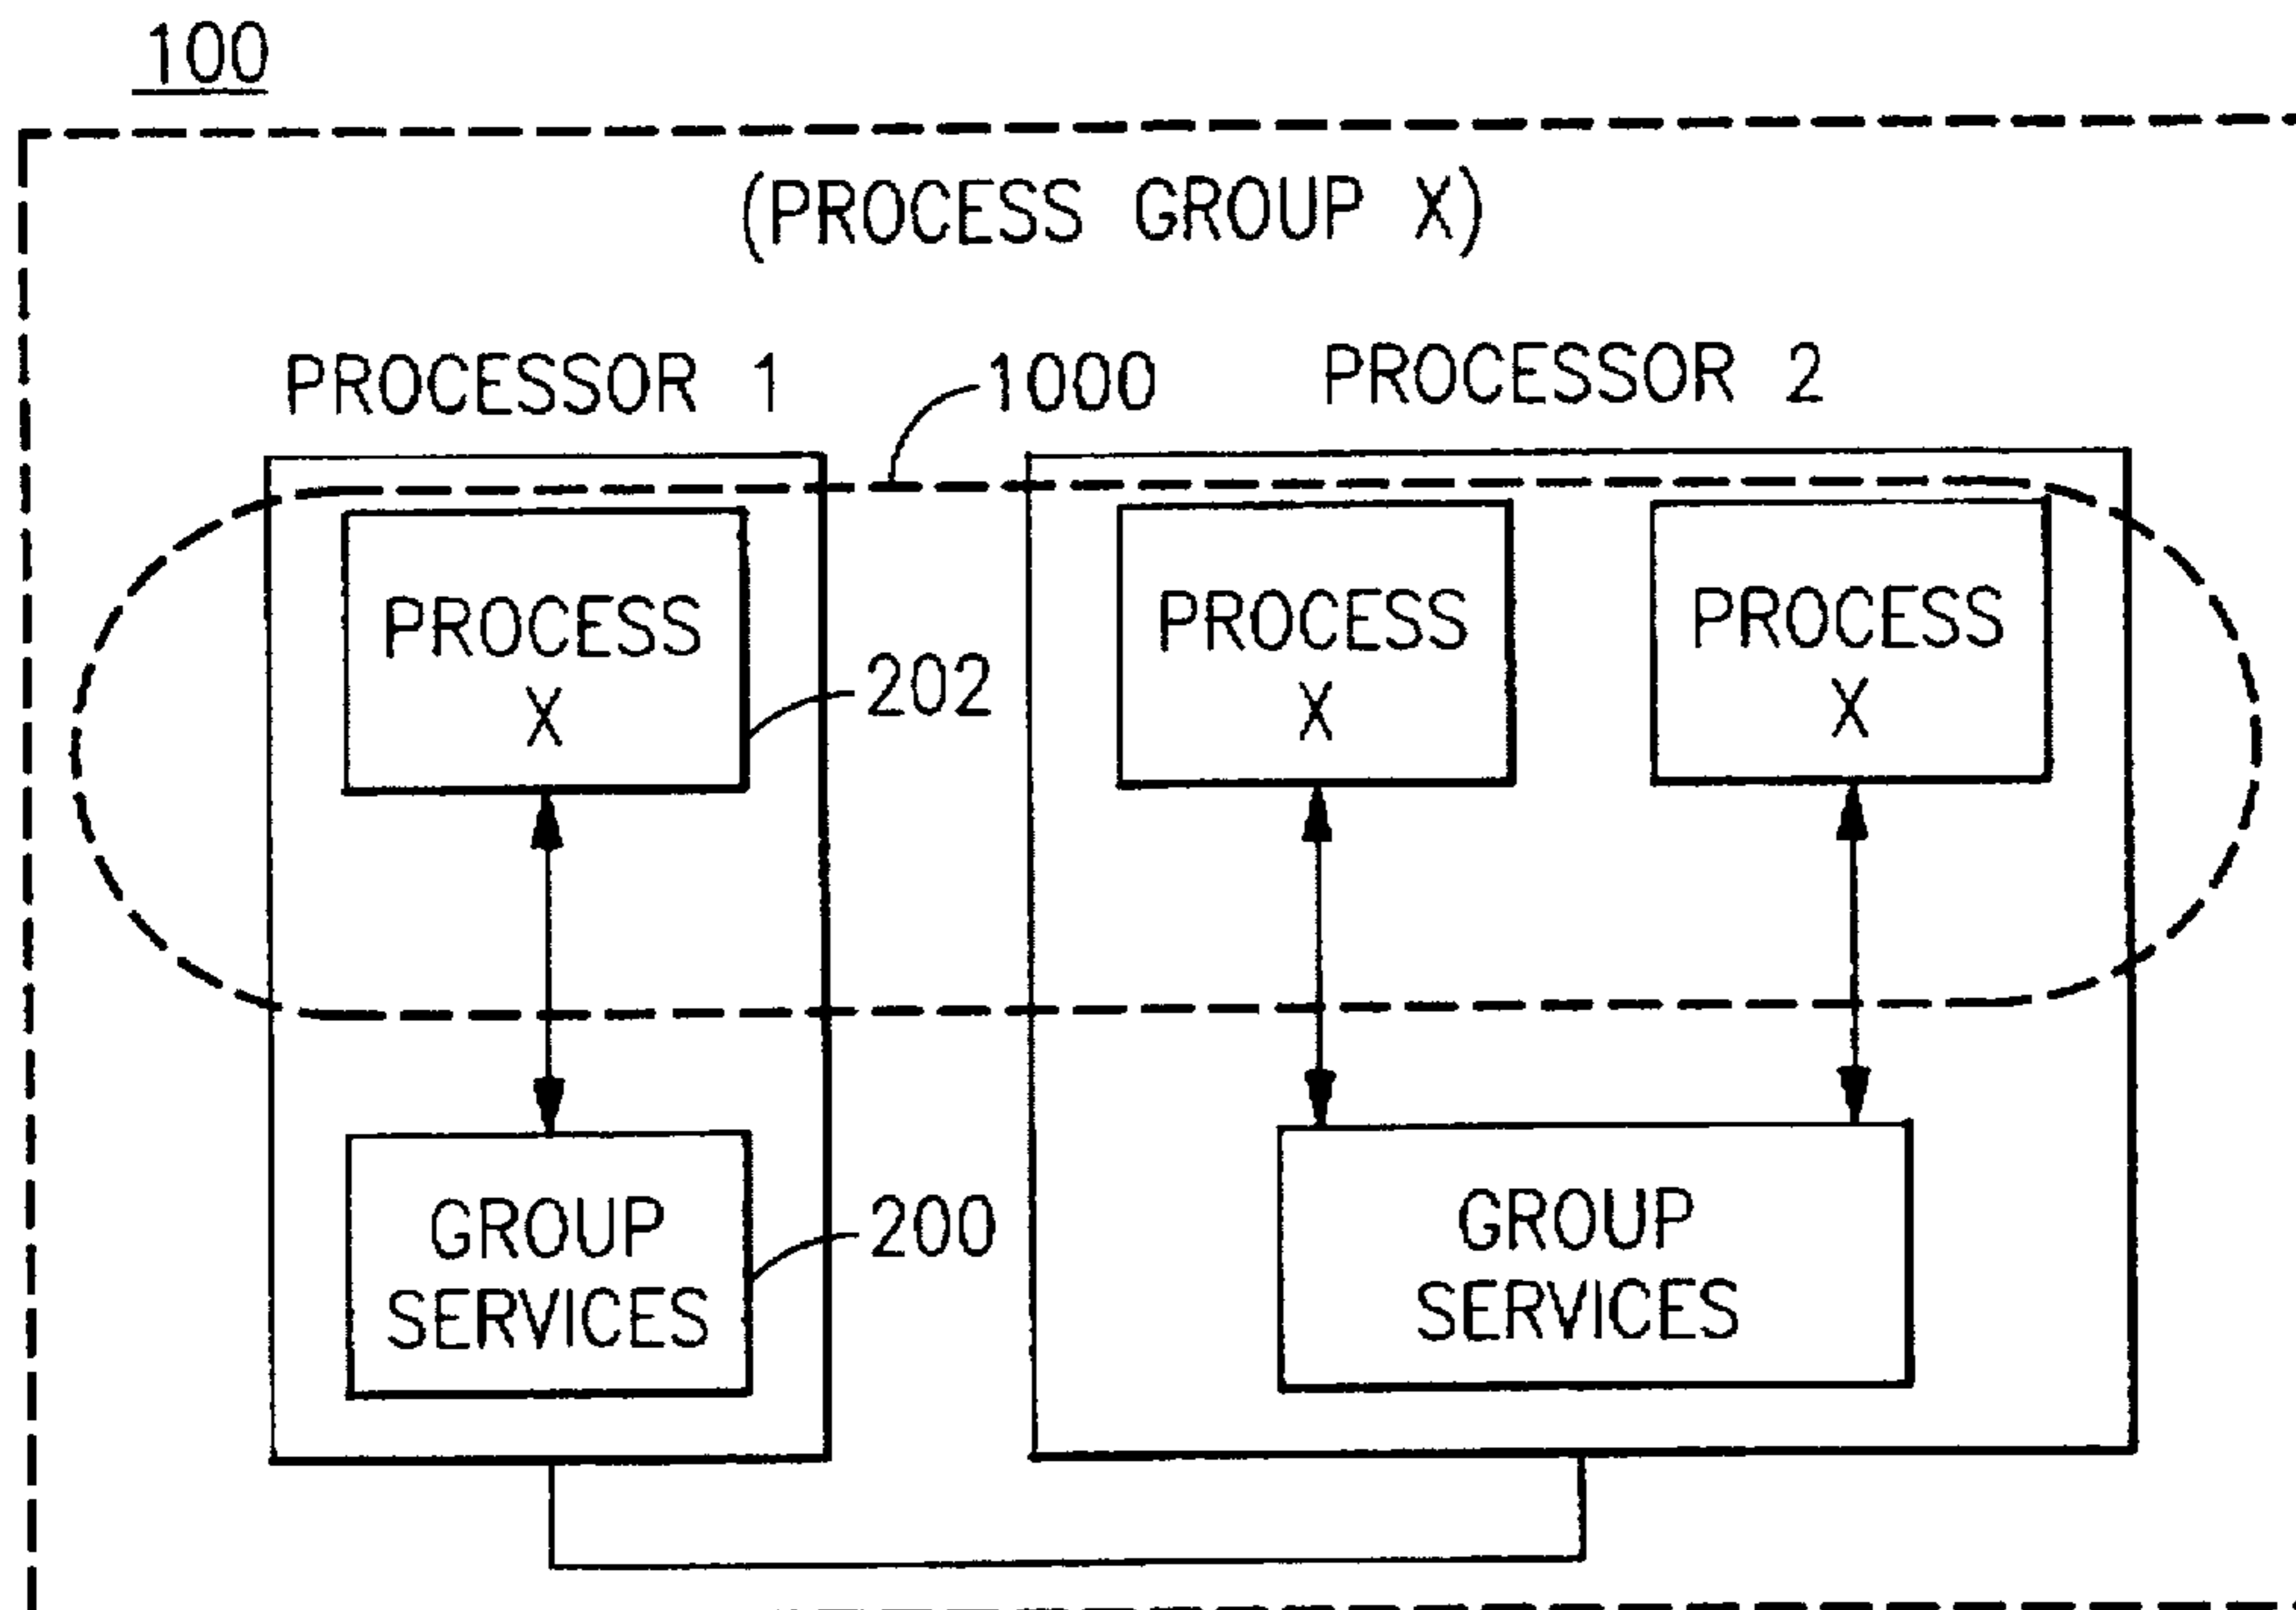 100
(PROCESS GROUP X)
PROCESSOR 1
1000
PROCESSOR 2
PROCESS
X
202
PROCESS
X
PROCESS
X
GROUP
SERVICES
200
GROUP
SERVICES